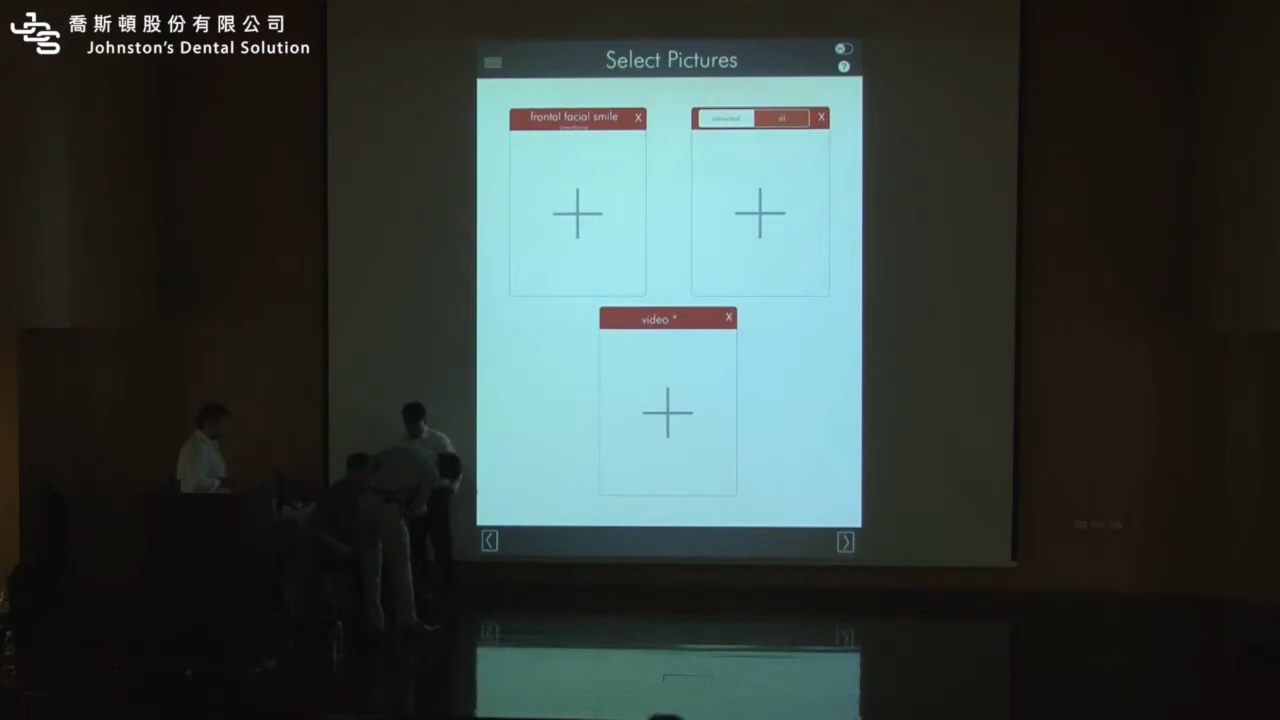 喬斯頓股份有限公司
Johnston's Dental Solution
Select Pictures
?
frontal facial smile X
X
video * X